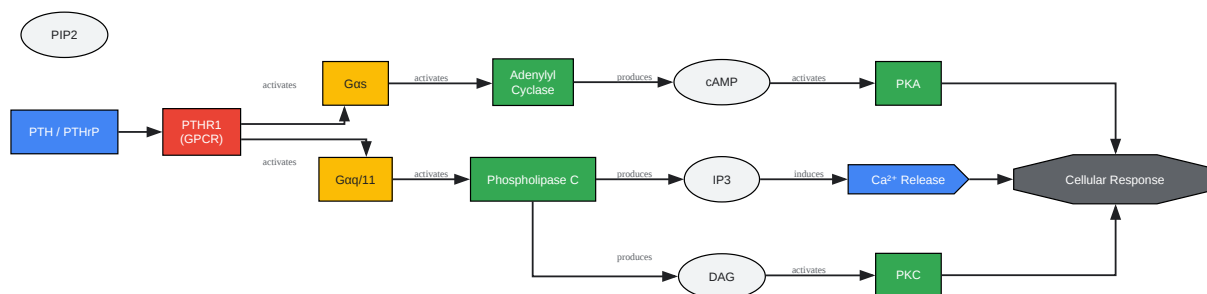 PIP2
activates
Gαs
activates
Adenylyl
Cyclase
produces
cAMP
activates
PKA
PTH / PTHrP
PTHR1
(GPCR)
activates
Gαq/11
activates
Phospholipase C
produces
IP3
induces
Ca²⁺ Release
Cellular Response
produces
DAG
activates
PKC